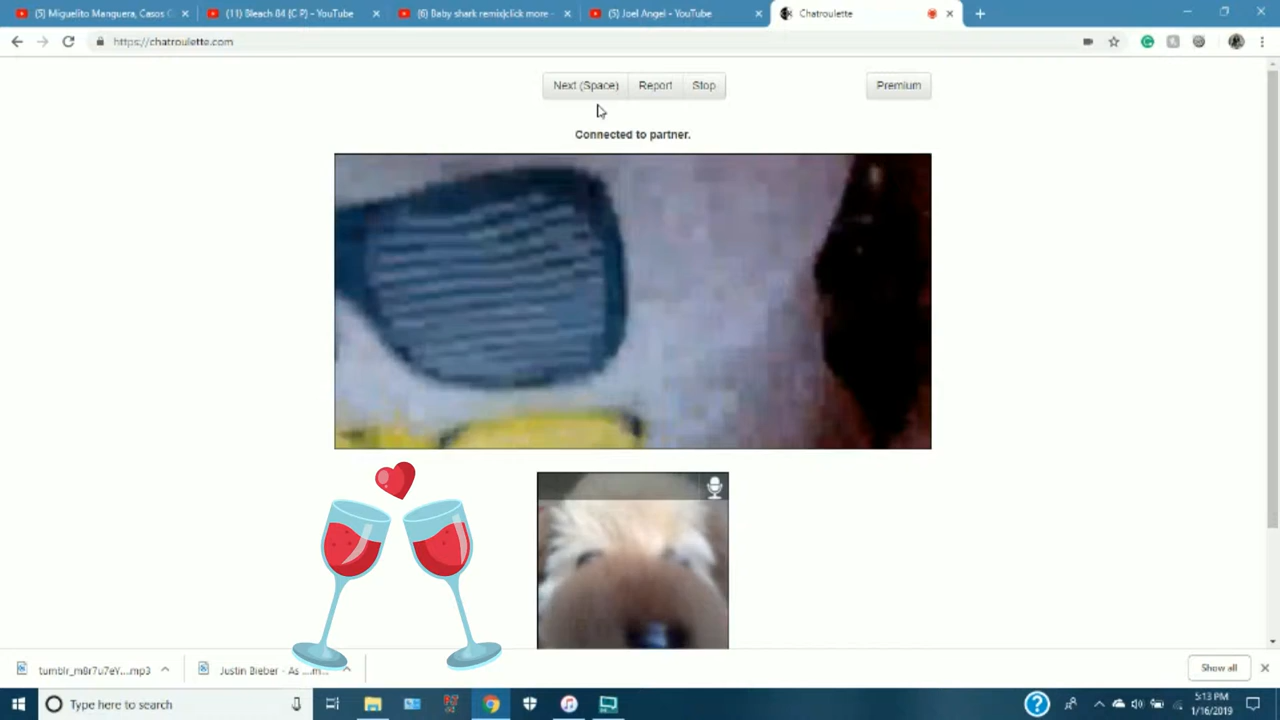 (5) Miguelito Manguera, Casos C
(11) Bleach 84 (C P) - YouTube
(6) Baby shark remix|click more -
(5) Joel Angel - YouTube
Chatroulette
https://chatroulette.com
Next (Space)
Report
Stop
Premium
Connected to partner.
tumblr_m8r7u7eY....mp3
Justin Bieber - As ....m...
Show all
Type here to search
5:13 PM
1/16/2019